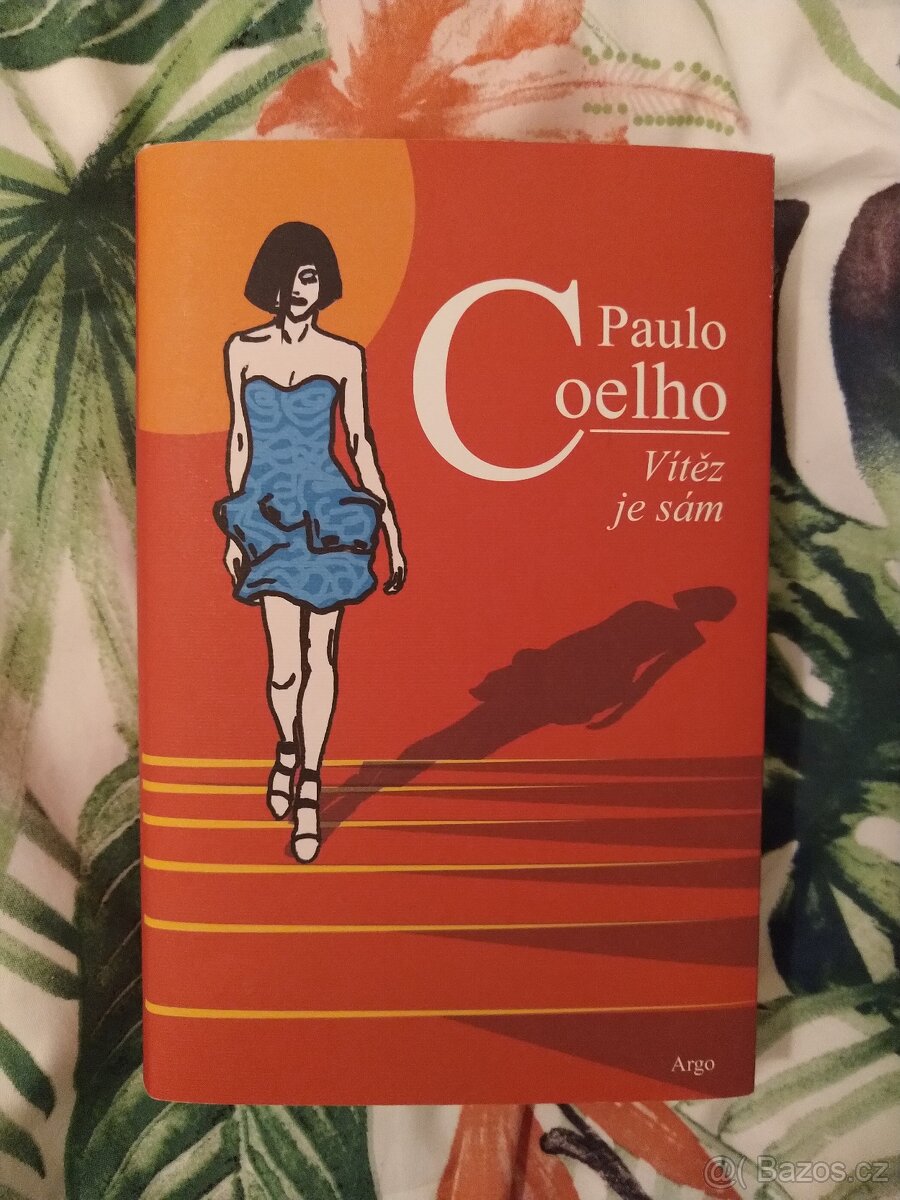 Paulo
Coelho
Vítěz
je sám
Argo
@( Bazos.cz